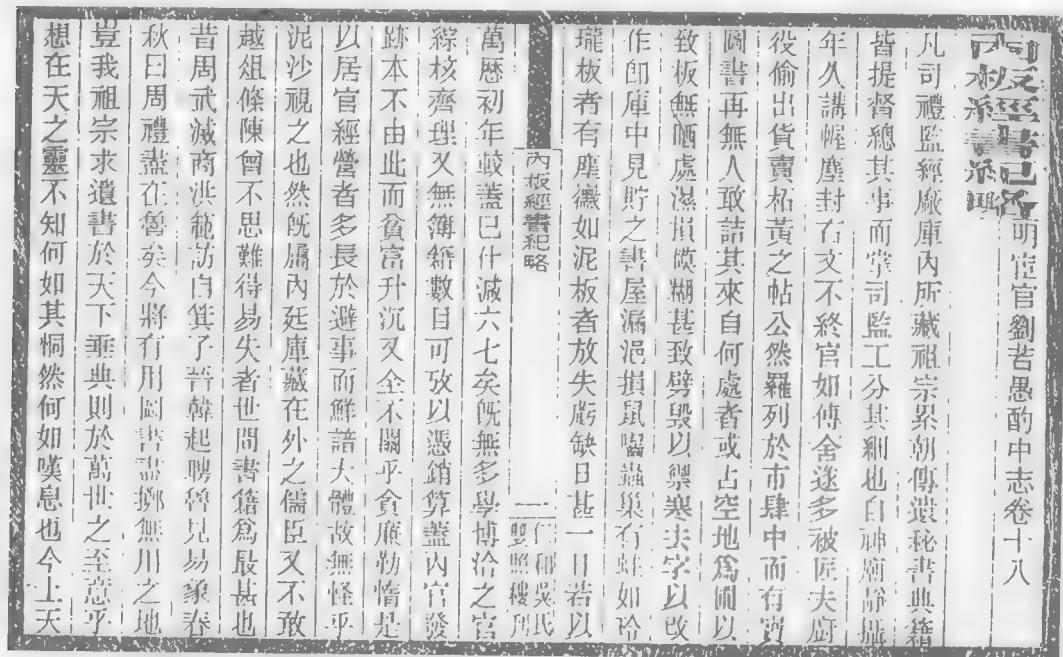 內板經書紀略
明宦官劉若愚酌中志卷十八
凡司禮監經廠庫內所藏祖宗累朝傳遺秘書典籍
皆提督總其事而掌司監工分其細也自神廟靜攝
年久講幄塵封右文不終官如傳舍遂多被匠夫廚
役偷出貨賣柘黃之帖公然羅列於市肆中而有寶
圖書再無人敢詰其來自何處者或占空地為圃以
致板無晒處濕損模糊甚致劈毀以禦寒去字以改
作即庫中見貯之書屋漏浥損鼠嚙蟲巢有蛀如玲
瓏板者有塵黴如泥板者放失虧缺日甚一日若以
內板經書紀略
一
仁和吳氏
雙照樓刋
萬歷初年較蓋已什減六七矣旣無多學博洽之官
綜核齊理又無簿籍數目可攷以憑銷算蓋內官發
跡本不由此而貧富升沉又全不關乎貪廉勤惰是
以居官經營者多長於避事而鮮諳大體故無怪乎
泥沙視之也然旣屬內廷庫藏在外之儒臣又不敢
越俎條陳曾不思難得易失者世間書籍爲最甚也
昔周武滅商洪範訪自箕子晉韓起聘魯見易象春
秋曰周禮盡在魯矣今將有用圖書盡擲無用之地
豈我祖宗求遺書於天下垂典則於萬世之至意乎
想在天之靈不知何如其恫然何如嘆息也今上天